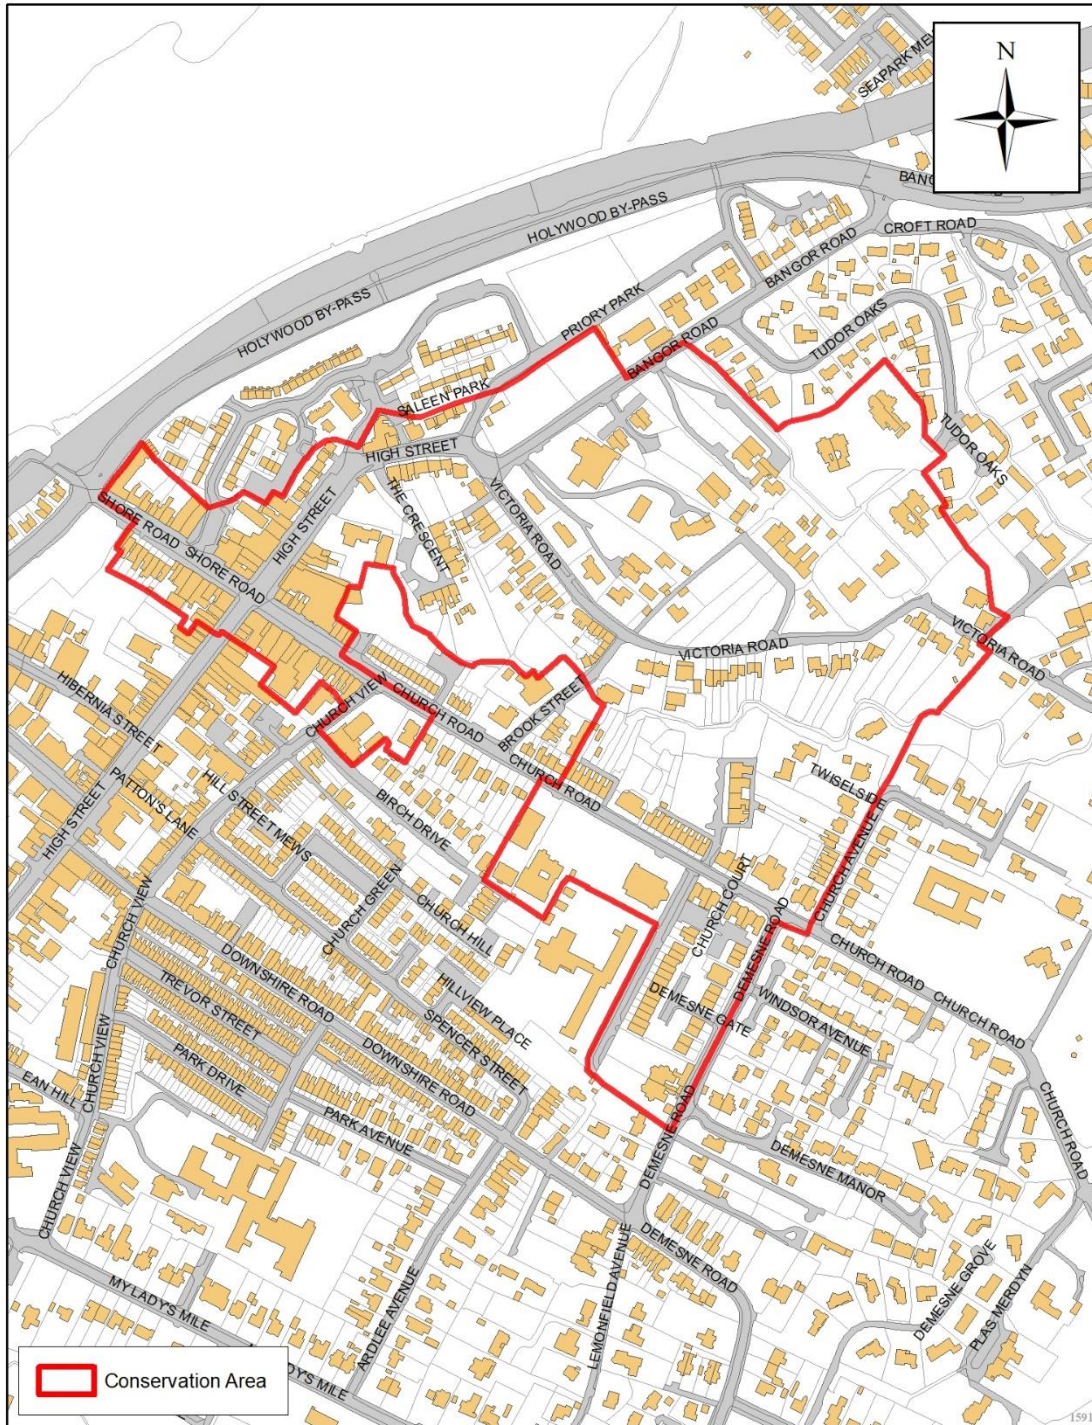 SEAPARK ME
N
BANG
HOLYWOOD BY-PASS
CROFT ROAD
BANGOR ROAD
HOLYWOOD BY-PASS
PRIORY PARK
TUDOR OAKS
BANGOR ROAD
SALEEN PARK
HIGH STREET
TUDOR OAKS
THE CRESCENT
VICTORIA ROAD
HIGH STREET
SHORE ROAD
SHORE ROAD
VICTORIA ROAD
VICTORIA ROAD
HIBERNIA STREET
CHURCH VIEW
CHURCH ROAD
BROOK STREET
CHURCH ROAD
TWISELSIDE
PATTON'S LANE
HILL STREET MEWS
BIRCH DRIVE
HIGH STREET
CHURCH AVENUE
CHURCH GREEN
CHURCH HILL
CHURCH COURT
CHURCH VIEW
DEMESNE ROAD
CHURCH ROAD
CHURCH ROAD
DOWNSHIRE ROAD
HILLVIEW PLACE
DEMESNE GATE
WINDSOR AVENUE
TREVOR STREET
SPENCER STREET
PARK DRIVE
DOWNSHIRE ROAD
CHURCH VIEW
EAN HILL
PARK AVENUE
DEMESNE ROAD
CHURCH ROAD
DEMESNE MANOR
CHURCH VIEW
DEMESNE ROAD
LEMONFIELD AVENUE
DEMESNE GROVE
PLAS MERDYN
MY LADY'S MILE
ARDLEE AVENUE
Y LADY'S MILE
Conservation Area